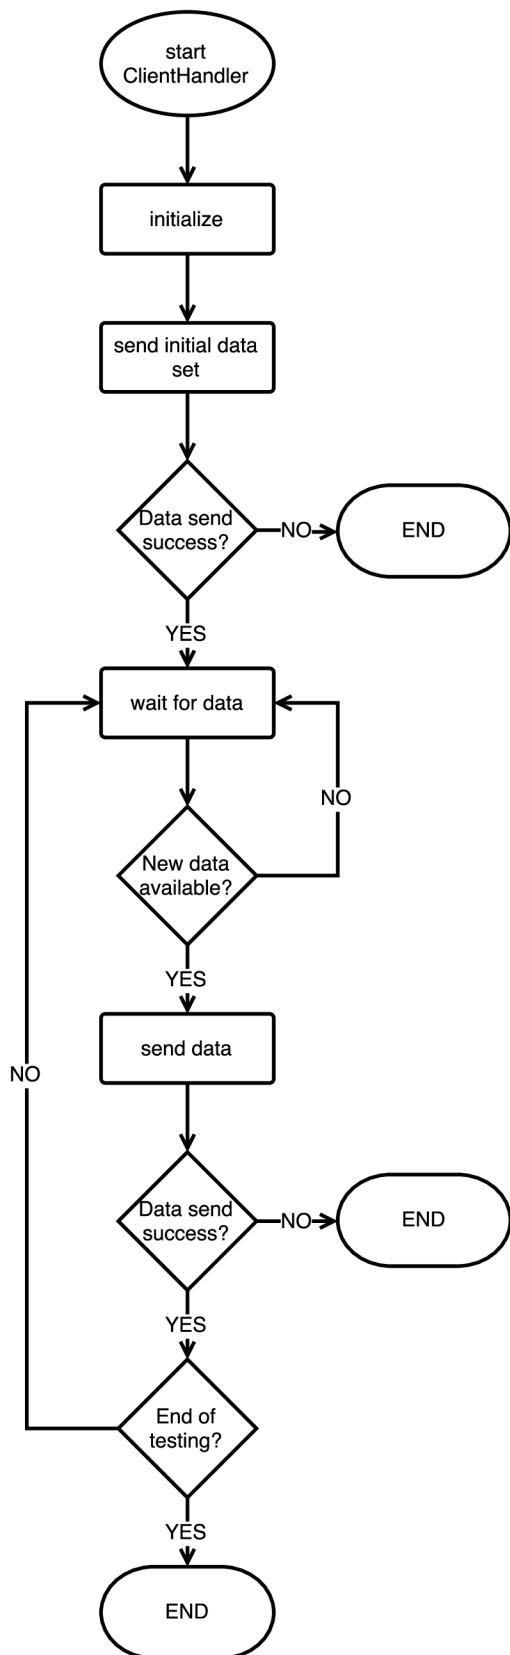 start
ClientHandler
initialize
send initial data
set
Data send
success?
NO
END
YES
wait for data
NO
New data
available?
YES
send data
NO
Data send
success?
NO
END
YES
End of
testing?
YES
END